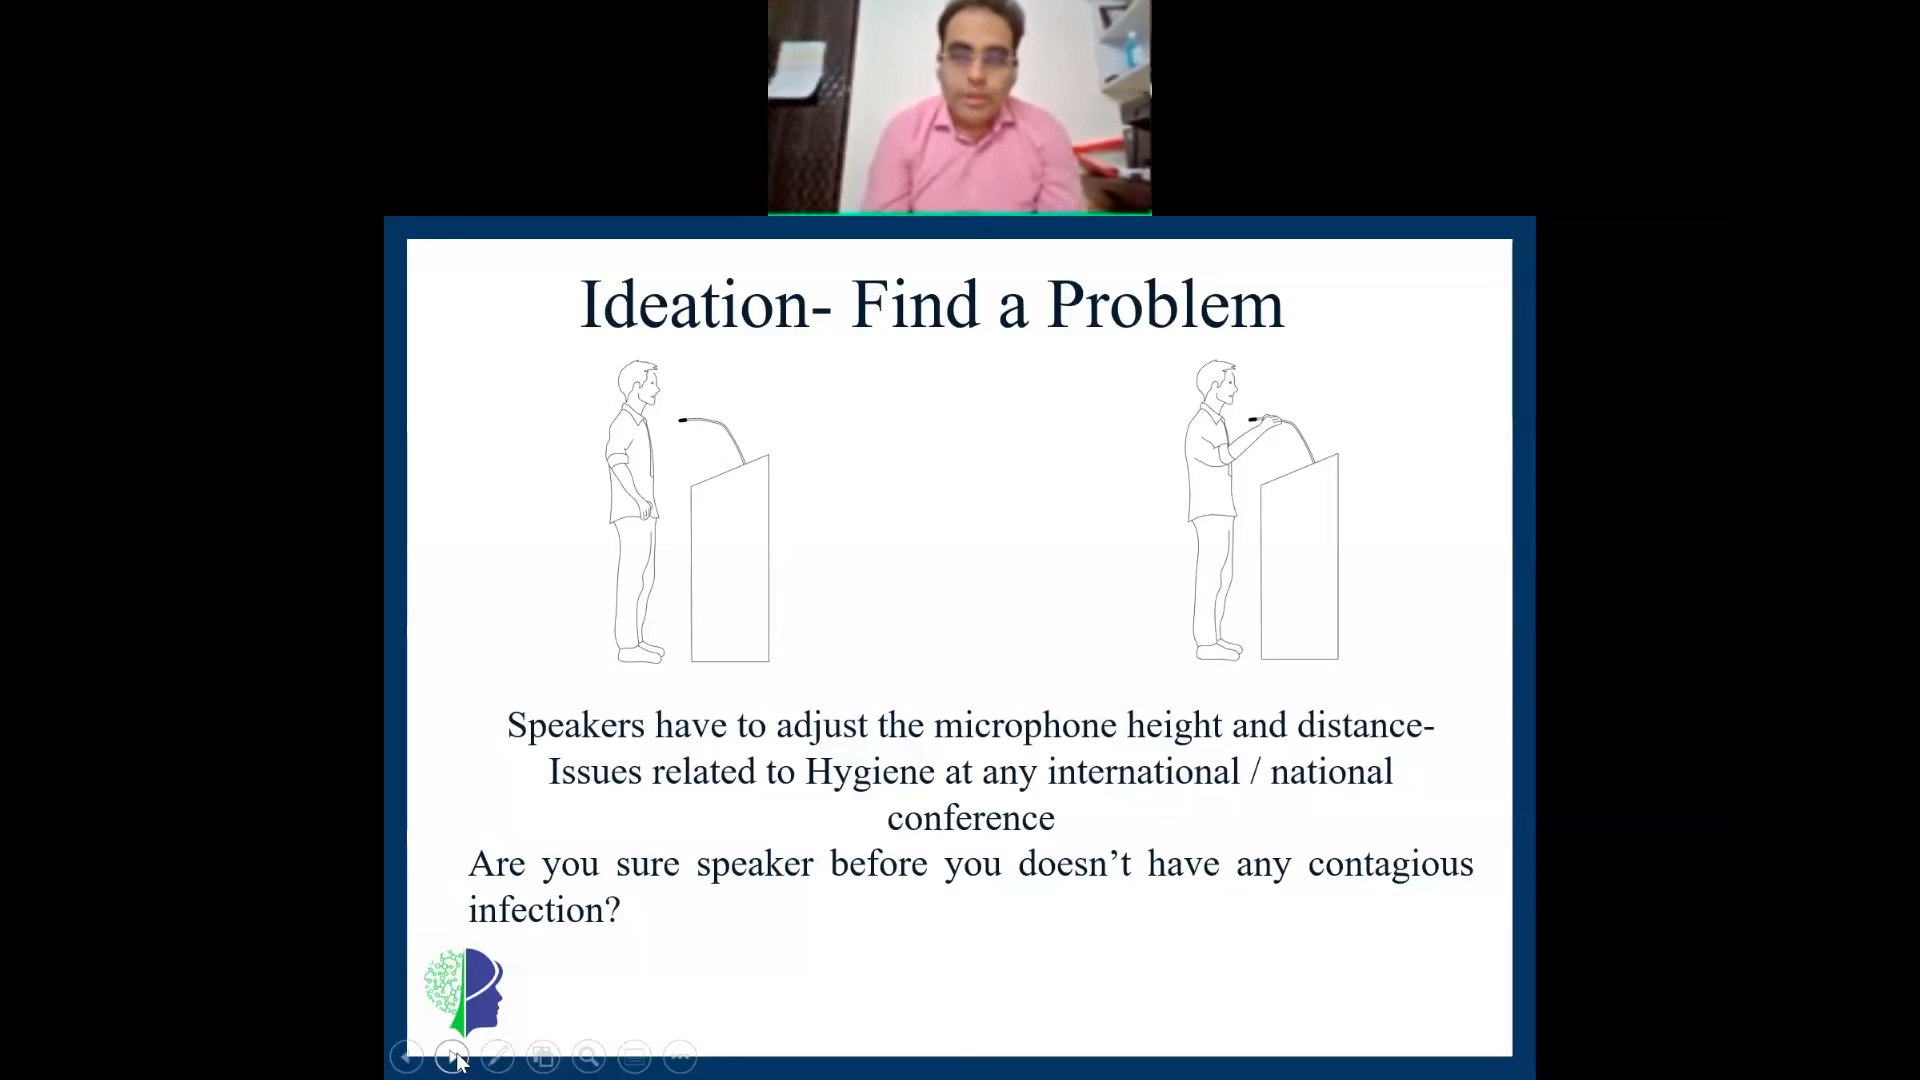 Ideation- Find a Problem
Speakers have to adjust the microphone height and distance-
Issues related to Hygiene at any international / national
conference
Are you sure speaker before you doesn’t have any contagious
infection?